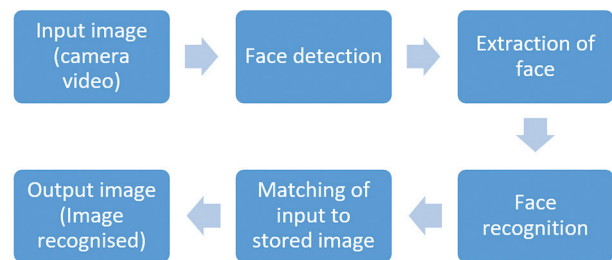 Input image
(camera
video)
Face detection
Extraction of
face
Face
recognition
Matching of
input to
stored image
Output image
(Image
recognised)